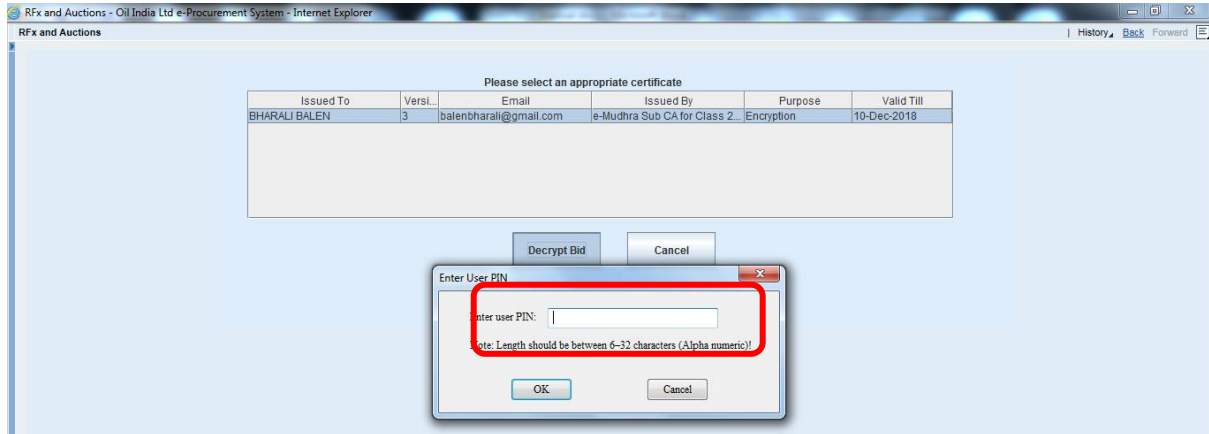 RFx and Auctions - Oil India Ltd e-Procurement System - Internet Explorer
RFx and Auctions | History Back Forward
Please select an appropriate certificate
Issued To Versi... Email Issued By Purpose Valid Till
BHARALI BALEN 3 balenbharali@gmail.com e-Mudhra Sub CA for Class 2... Encryption 10-Dec-2018
Decrypt Bid Cancel
Enter User PIN
Enter user PIN:
Note: Length should be between 6–32 characters (Alpha numeric)!
OK Cancel